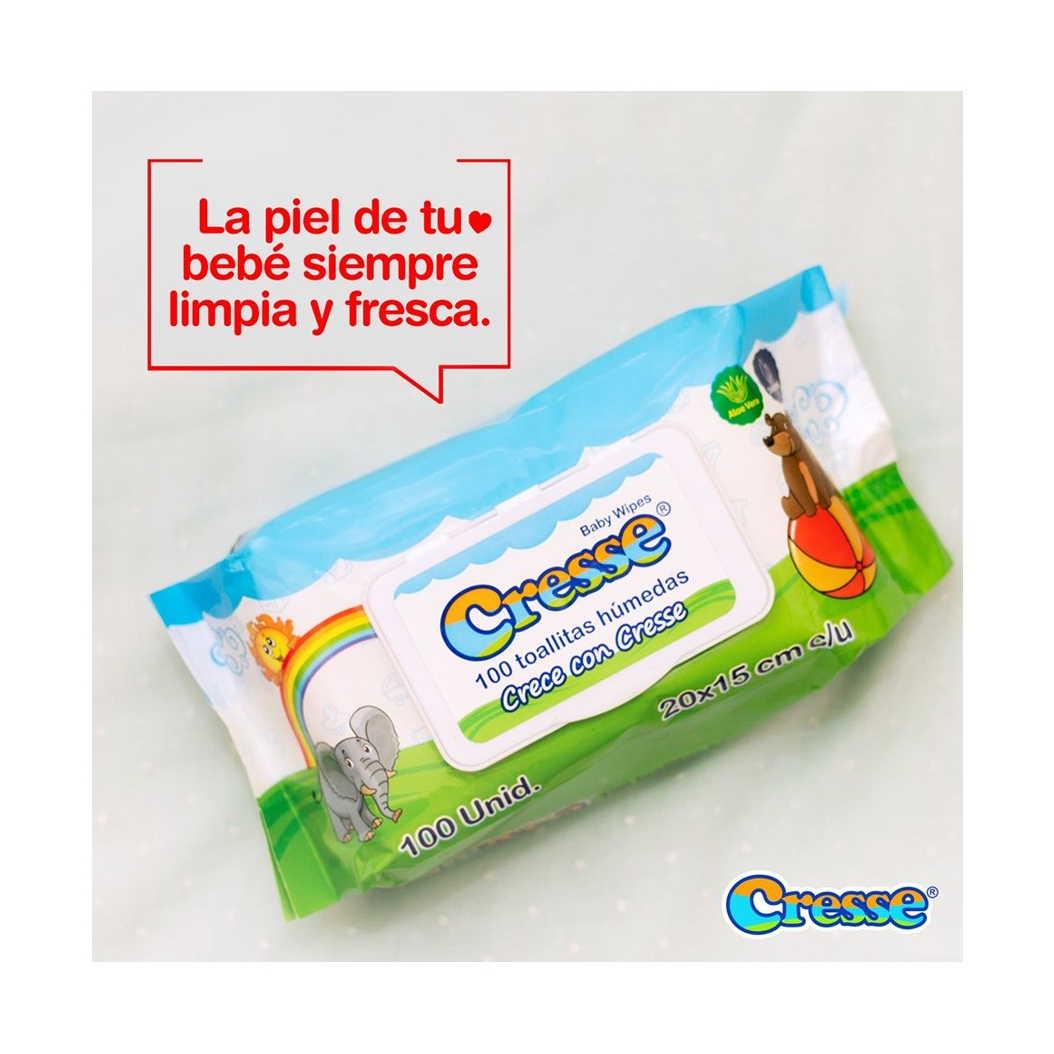 La piel de tu
bebé siempre
limpia y fresca.
Aloe Vera
Baby Wipes
Cresse®
100 toallitas húmedas
Crece con Cresse
20x15 cm c/u
100 Unid.
Cresse®